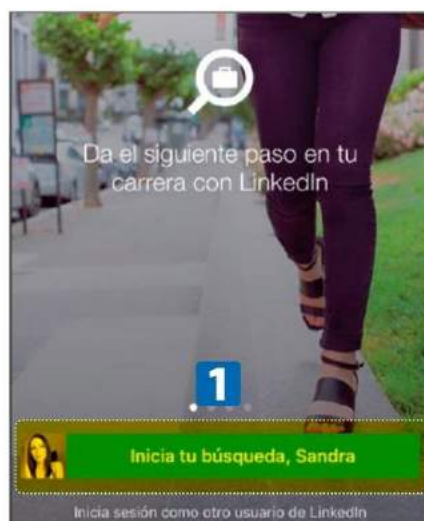 Da el siguiente paso en tu
carrera con LinkedIn
1
Inicia tu búsqueda, Sandra
Inicia sesión como otro usuario de LinkedIn